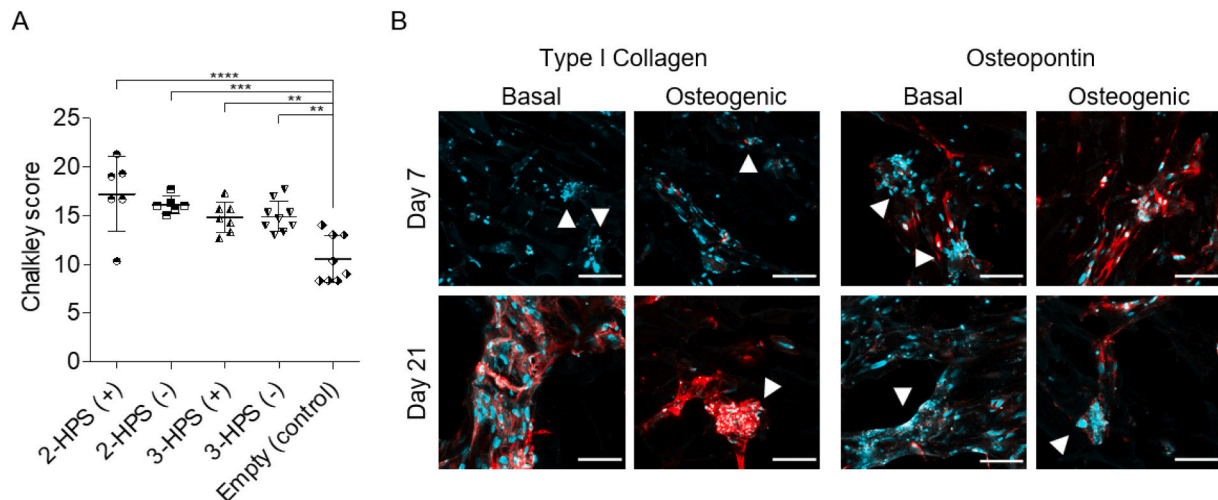 A
Chalkley score
25
20
15
10
5
0
****
***
**
**
2-HPS (+)
2-HPS (-)
3-HPS (+)
3-HPS (-)
Empty (control)
B
Type I Collagen
Osteopontin
Basal
Osteogenic
Basal
Osteogenic
Day 7
Day 21